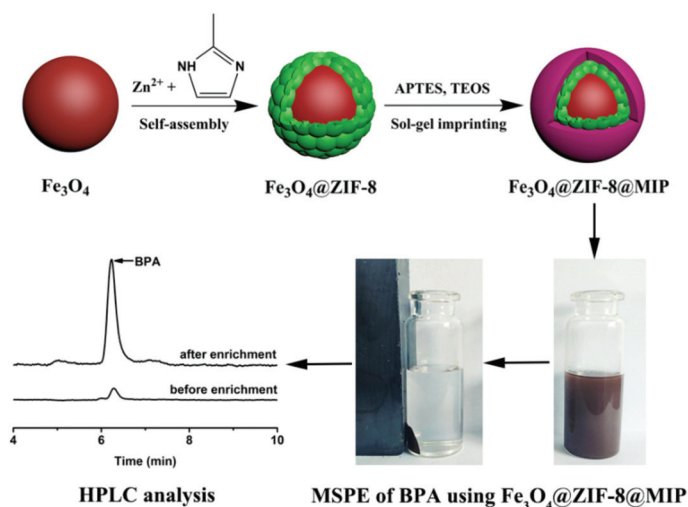 HN
N
Zn²⁺ +
APTES, TEOS
Self-assembly
Sol-gel imprinting
Fe₃O₄
Fe₃O₄@ZIF-8
Fe₃O₄@ZIF-8@MIP
BPA
after enrichment
before enrichment
4 6 8 10
Time (min)
HPLC analysis
MSPE of BPA using Fe₃O₄@ZIF-8@MIP